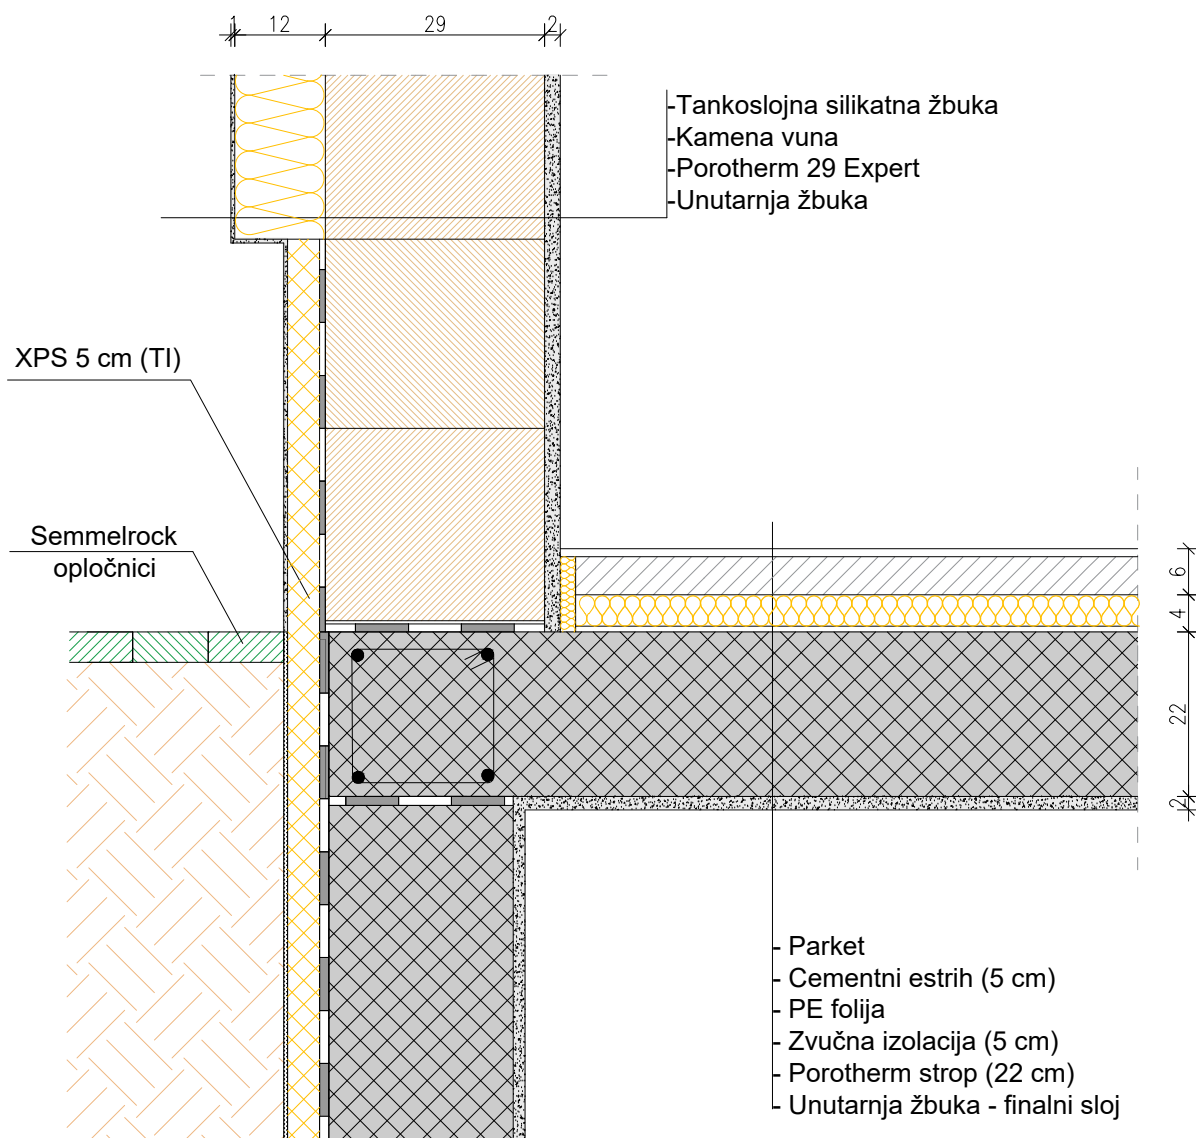 1 12 29 2
-Tankoslojna silikatna žbuka
-Kamena vuna
-Porotherm 29 Expert
-Unutarnja žbuka
XPS 5 cm (TI)
Semmelrock
opločnici
6
4
22
2
- Parket
- Cementni estrih (5 cm)
- PE folija
- Zvučna izolacija (5 cm)
- Porotherm strop (22 cm)
- Unutarnja žbuka - finalni sloj